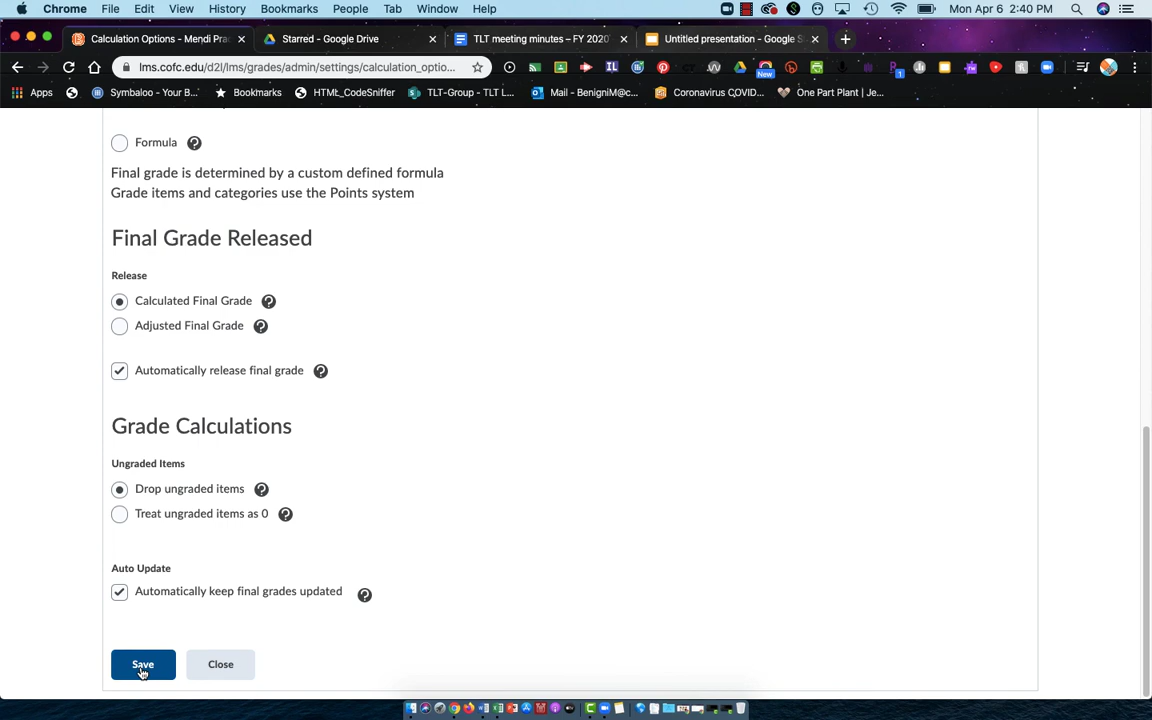 Chrome File Edit View History Bookmarks People Tab Window Help Mon Apr 6 2:40 PM
Calculation Options - Mendi Prac Starred - Google Drive TLT meeting minutes – FY 2020 Untitled presentation - Google S
lms.cofc.edu/d2l/lms/grades/admin/settings/calculation_optio...
Apps Symbaloo - Your B... Bookmarks HTML_CodeSniffer TLT-Group - TLT L... Mail - BenigniM@c... Coronavirus COVID... One Part Plant | Je...
Formula
Final grade is determined by a custom defined formula
Grade items and categories use the Points system
Final Grade Released
Release
Calculated Final Grade
Adjusted Final Grade
Automatically release final grade
Grade Calculations
Ungraded Items
Drop ungraded items
Treat ungraded items as 0
Auto Update
Automatically keep final grades updated
Save Close